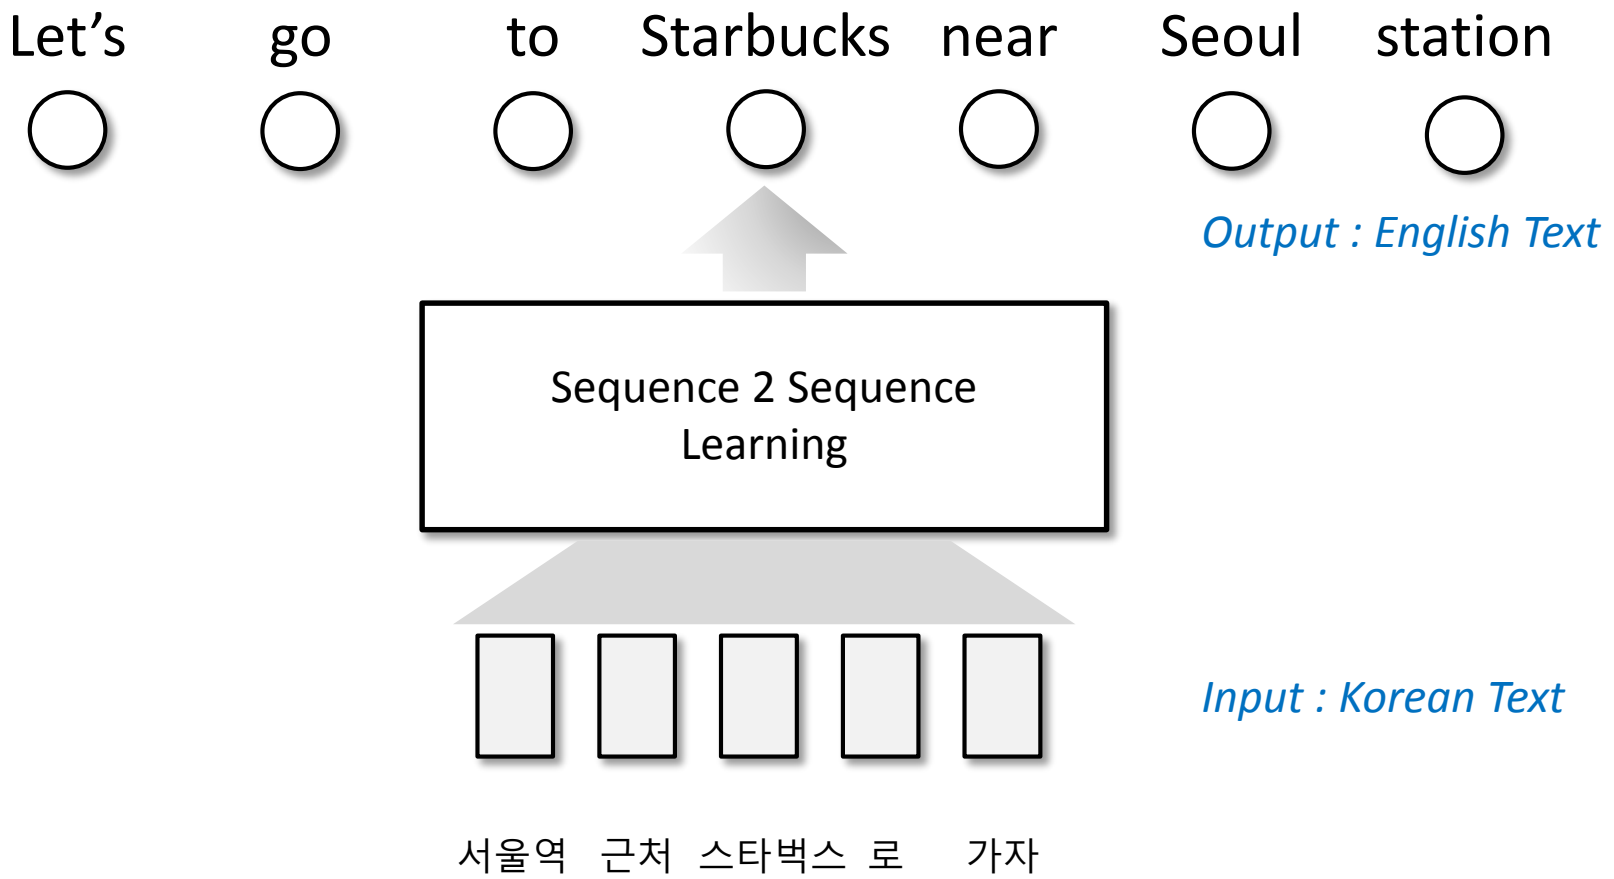 Let’s go to Starbucks near Seoul station
Output : English Text
Sequence 2 Sequence
Learning
Input : Korean Text
서울역 근처 스타벅스 로 가자